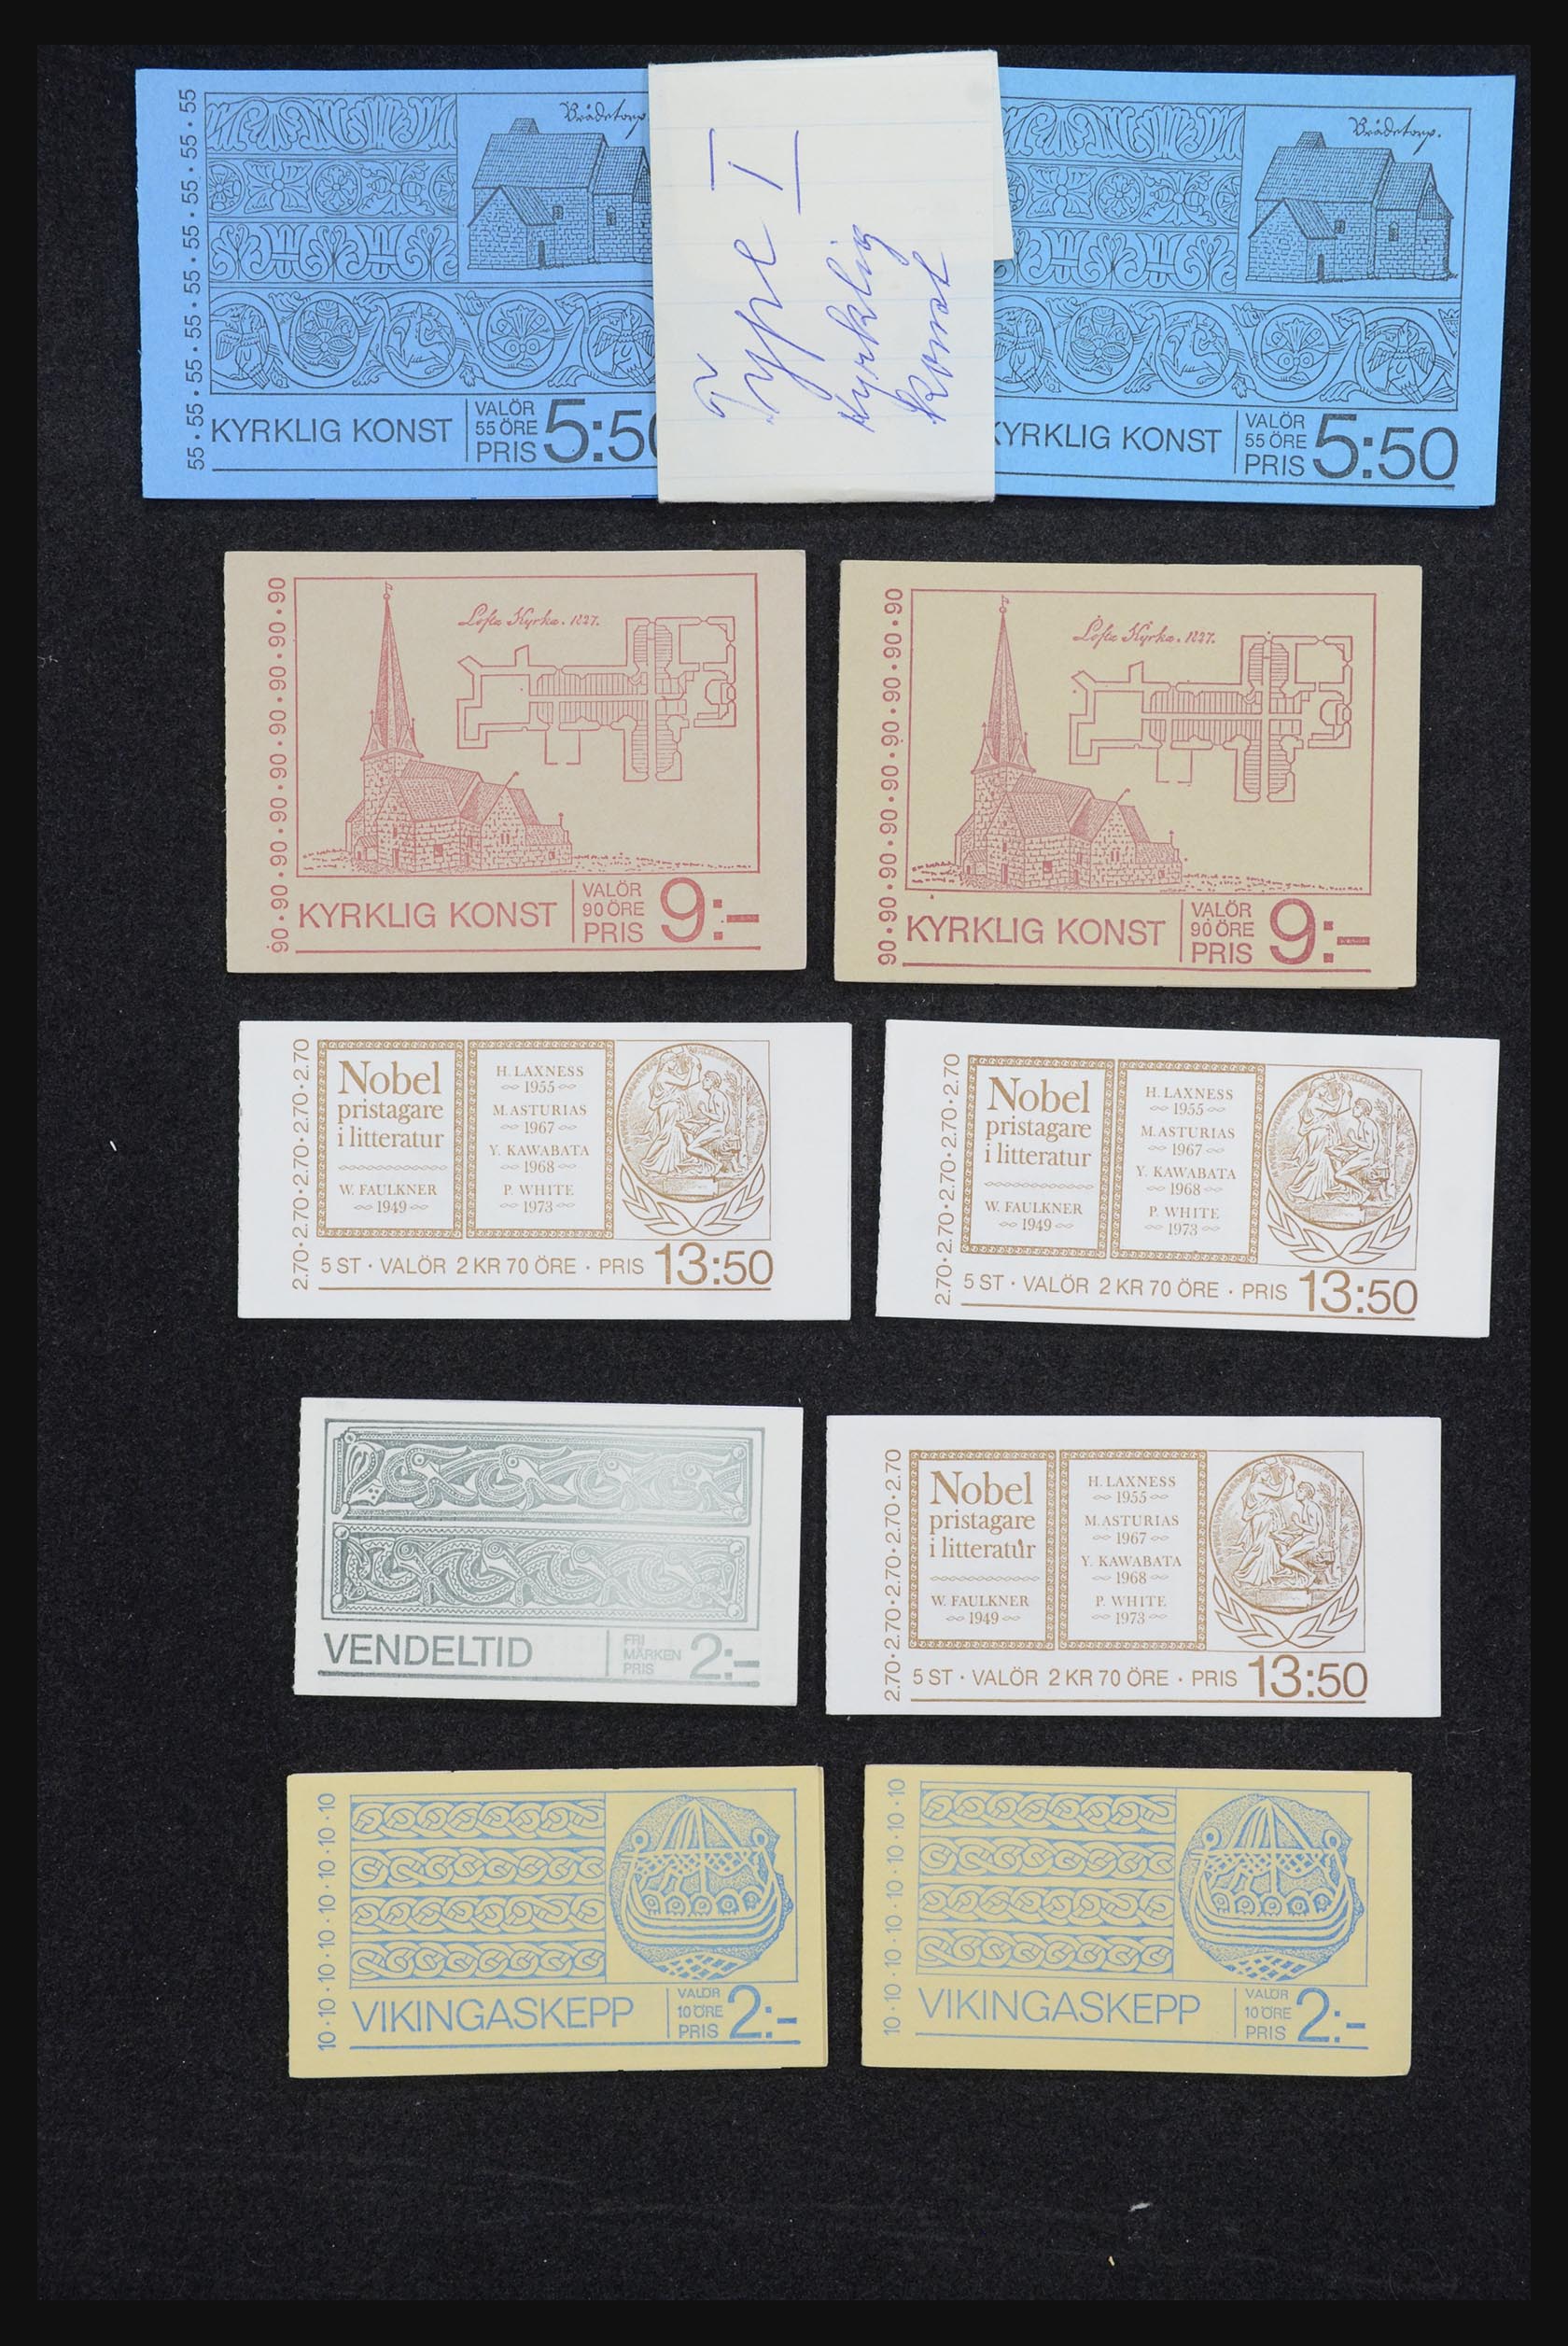 55·55·55·55·55·55·55·55·55·55
Brådetorp.
KYRKLIG KONST
VALÖR
55 ÖRE
PRIS
5:50
Type I
Kyrklig
Konst
Brådetorp.
KYRKLIG KONST
VALÖR
55 ÖRE
PRIS
5:50
90·90·90·90·90·90·90·90·90·90
Lofta Kyrka. 1827.
KYRKLIG KONST
VALÖR
90 ÖRE
PRIS
9:-
90·90·90·90·90·90·90·90·90·90
Lofta Kyrka. 1827.
KYRKLIG KONST
VALÖR
90 ÖRE
PRIS
9:-
2.70·2.70·2.70·2.70·2.70
Nobel
pristagare
i litteratur
W. FAULKNER
1949
H. LAXNESS
1955
M. ASTURIAS
1967
Y. KAWABATA
1968
P. WHITE
1973
5 ST · VALÖR 2 KR 70 ÖRE · PRIS 13:50
2.70·2.70·2.70·2.70·2.70
Nobel
pristagare
i litteratur
W. FAULKNER
1949
H. LAXNESS
1955
M. ASTURIAS
1967
Y. KAWABATA
1968
P. WHITE
1973
5 ST · VALÖR 2 KR 70 ÖRE · PRIS 13:50
VENDELTID
FRI
MÄRKEN
PRIS
2:-
2.70·2.70·2.70·2.70·2.70
Nobel
pristagare
i litteratur
W. FAULKNER
1949
H. LAXNESS
1955
M. ASTURIAS
1967
Y. KAWABATA
1968
P. WHITE
1973
5 ST · VALÖR 2 KR 70 ÖRE · PRIS 13:50
10·10·10·10·10·10·10·10·10·10
VIKINGASKEPP
VALÖR
10 ÖRE
PRIS
2:-
10·10·10·10·10·10·10·10·10·10
VIKINGASKEPP
VALÖR
10 ÖRE
PRIS
2:-